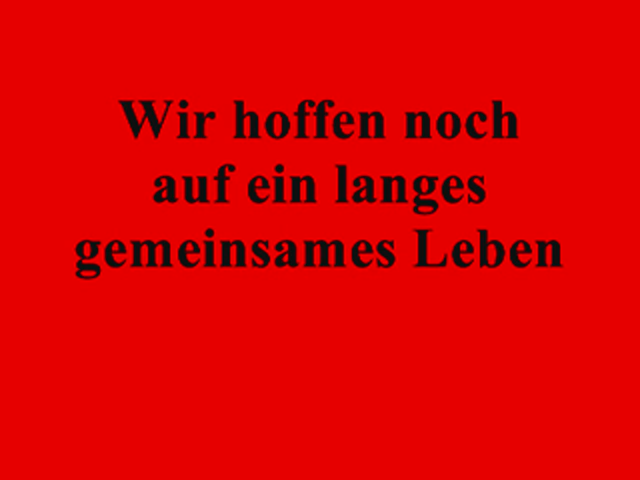 Wir hoffen noch
auf ein langes
gemeinsames Leben